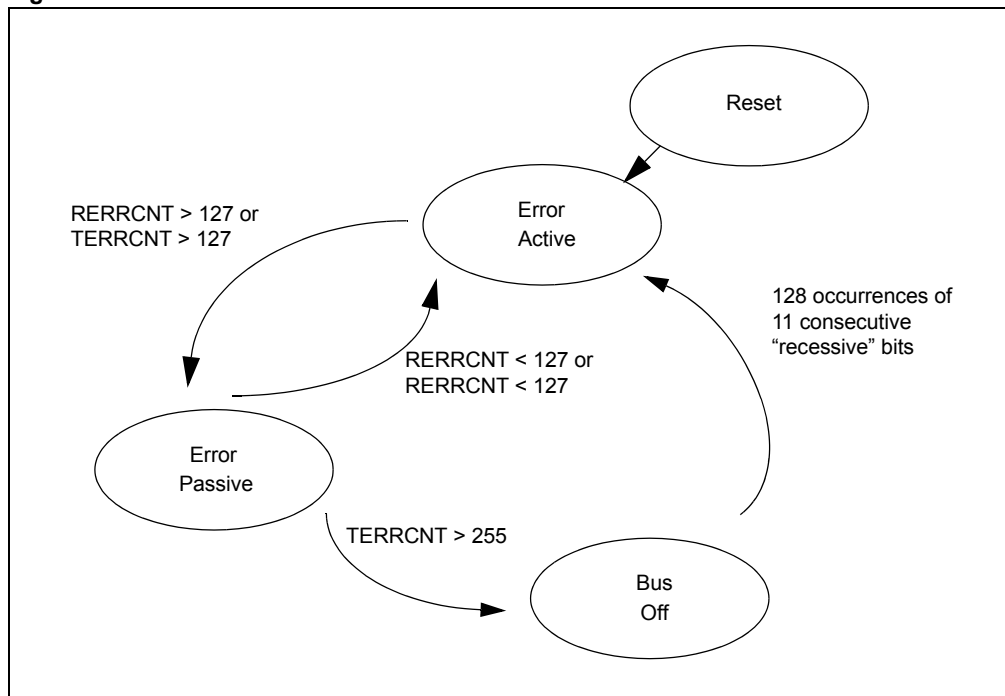 Reset
Error
Active
RERRCNT > 127 or
TERRCNT > 127
128 occurrences of
11 consecutive
“recessive” bits
RERRCNT < 127 or
RERRCNT < 127
Error
Passive
TERRCNT > 255
Bus
Off